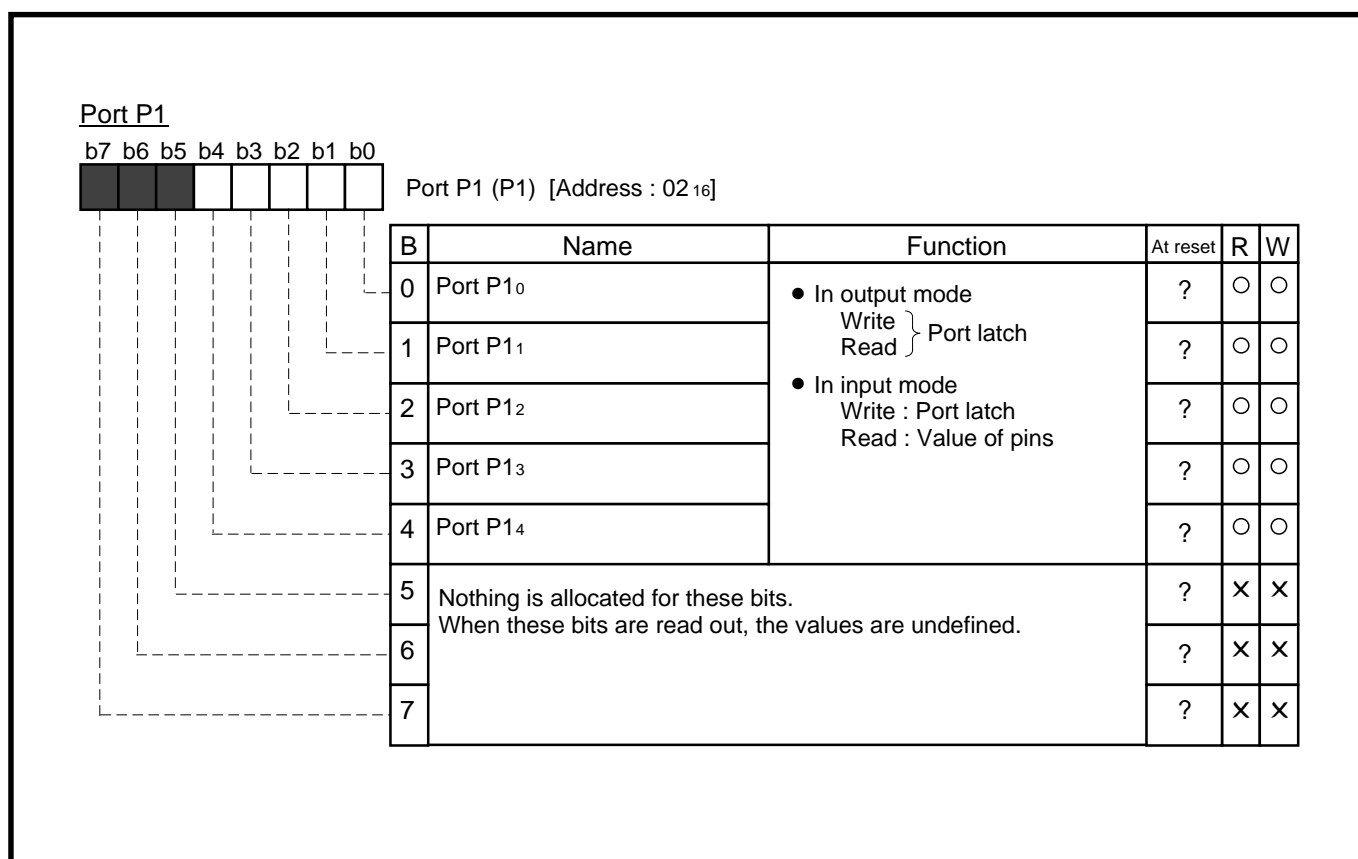 Port P1
b7 b6 b5 b4 b3 b2 b1 b0
Port P1 (P1) [Address : 02 16]
B Name Function At reset R W
0 Port P10 ? ○ ○
● In output mode
Write } Port latch
Read
1 Port P11 ? ○ ○
● In input mode
2 Port P12 ? ○ ○
Write : Port latch
Read : Value of pins
3 Port P13 ? ○ ○
4 Port P14 ? ○ ○
5 Nothing is allocated for these bits. ? × ×
When these bits are read out, the values are undefined.
6 ? × ×
7 ? × ×